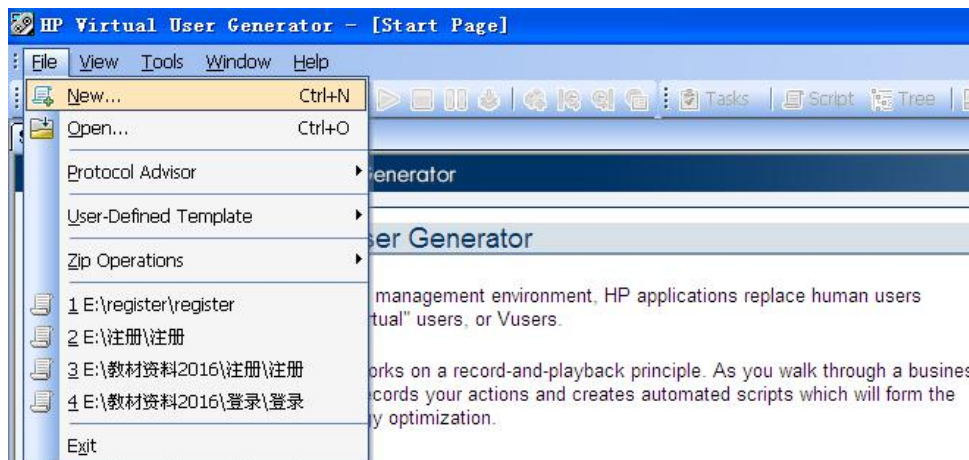 HP Virtual User Generator - [Start Page]
File View Tools Window Help
New... Ctrl+N
Tasks Script Tree
Open... Ctrl+O
Protocol Advisor
enerator
User-Defined Template
ser Generator
Zip Operations
1 E:\register\register
management environment, HP applications replace human users
tual" users, or Vusers.
2 E:\注册\注册
3 E:\教材资料2016\注册\注册
orks on a record-and-playback principle. As you walk through a busines
4 E:\教材资料2016\登录\登录
cords your actions and creates automated scripts which will form the
y optimization.
Exit